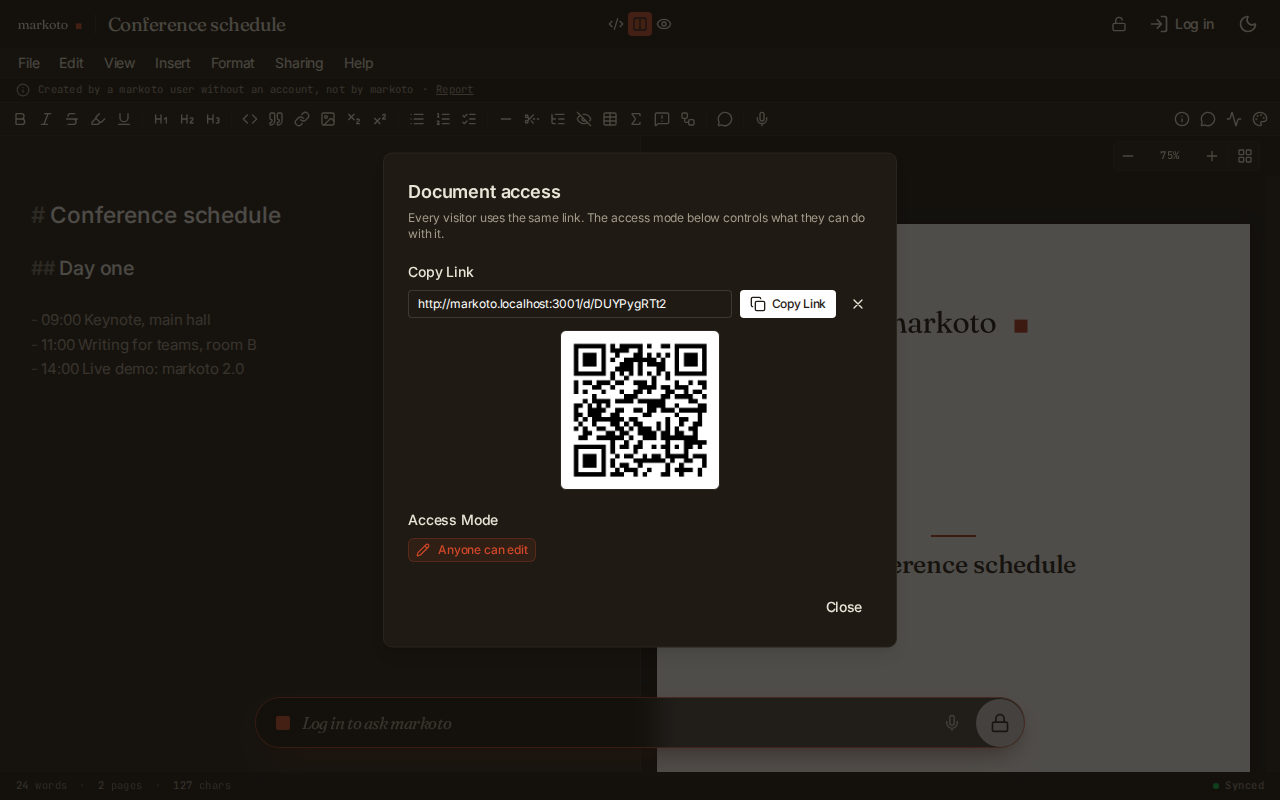 markoto
Conference schedule
Log in
File Edit View Insert Format Sharing Help
Created by a markoto user without an account, not by markoto · Report
H1 H2 H3
75%
# Conference schedule
## Day one
- 09:00 Keynote, main hall
- 11:00 Writing for teams, room B
- 14:00 Live demo: markoto 2.0
Document access
Every visitor uses the same link. The access mode below controls what they can do
with it.
Copy Link
http://markoto.localhost:3001/d/DUYPygRTt2
Copy Link
Access Mode
Anyone can edit
Close
arkoto
erence schedule
Log in to ask markoto
24 words · 2 pages · 127 chars
Synced